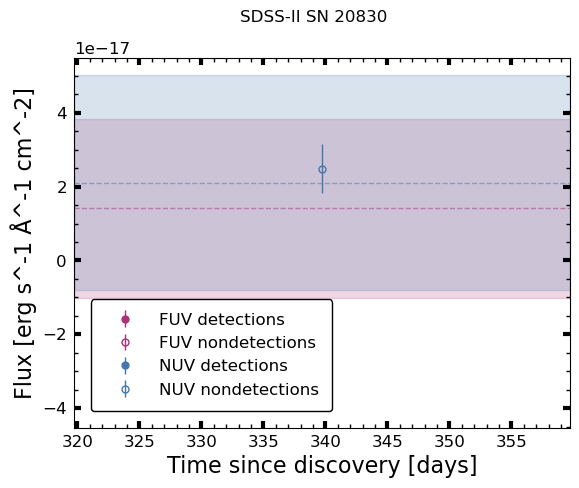 SDSS-II SN 20830
1e−17
Flux [erg s^-1 Å^-1 cm^-2]
4
2
0
−2
−4
FUV detections
FUV nondetections
NUV detections
NUV nondetections
320 325 330 335 340 345 350 355
Time since discovery [days]